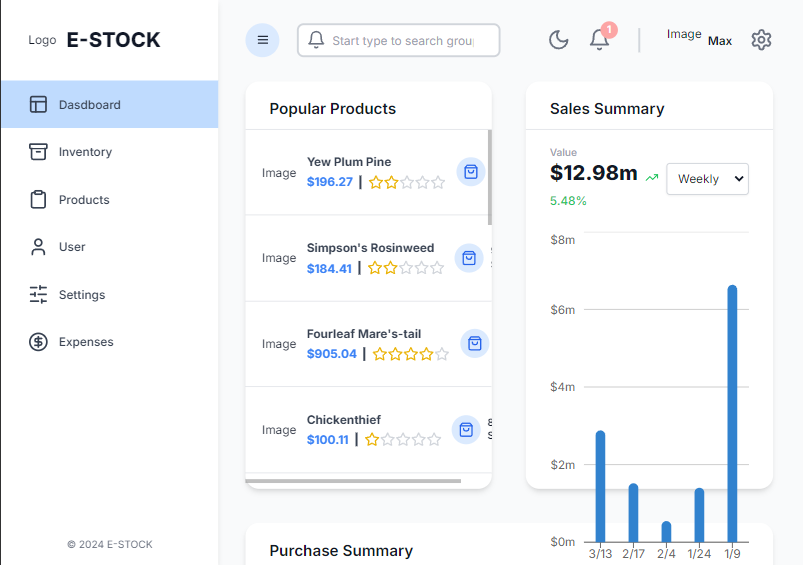 Logo E-STOCK
Start type to search group
1
Image
Max
Dasdboard
Inventory
Products
User
Settings
Expenses
© 2024 E-STOCK
Popular Products
Image
Yew Plum Pine
$196.27 |
Image
Simpson's Rosinweed
$184.41 |
Image
Fourleaf Mare's-tail
$905.04 |
Image
Chickenthief
$100.11 |
Sales Summary
Value
$12.98m
5.48%
Weekly
$8m
$6m
$4m
$2m
$0m
3/13 2/17 2/4 1/24 1/9
Purchase Summary